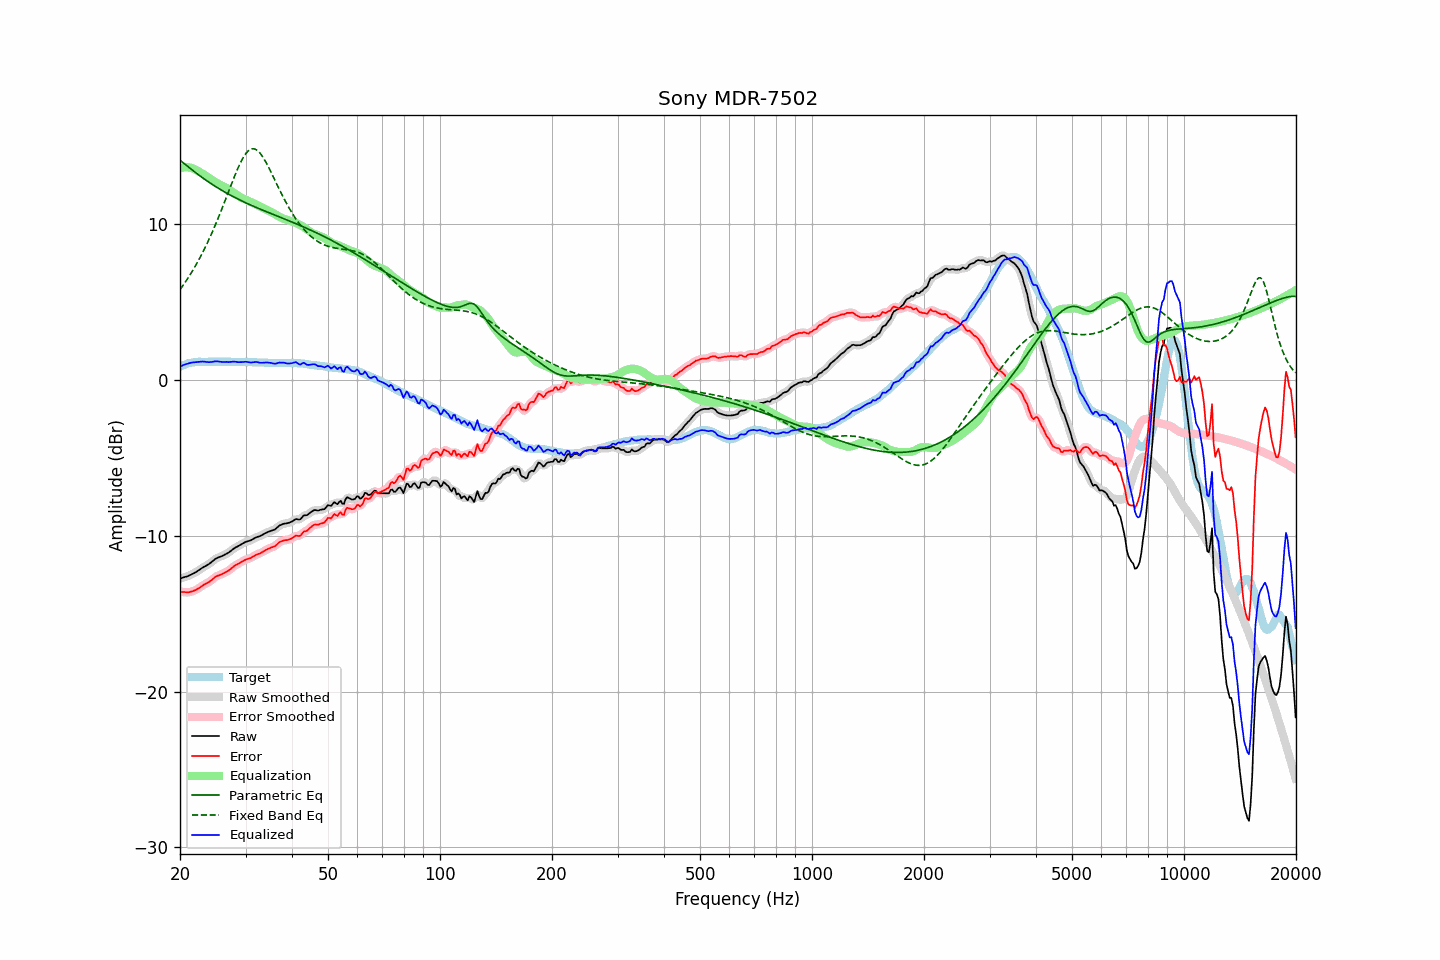 Sony MDR-7502
Amplitude (dBr)
10
0
−10
−20
−30
Target
Raw Smoothed
Error Smoothed
Raw
Error
Equalization
Parametric Eq
Fixed Band Eq
Equalized
20 50 100 200 500 1000 2000 5000 10000 20000
Frequency (Hz)